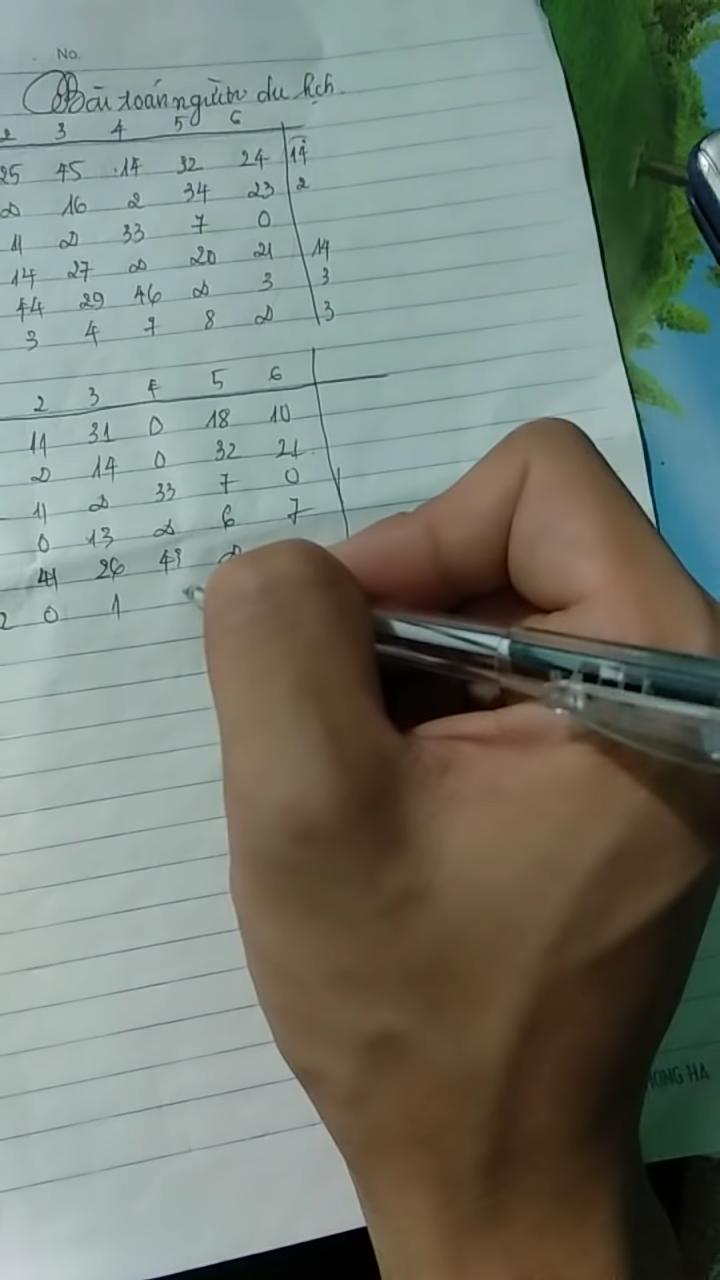 No.
Bài toán người du lịch.
2 3 4 5 6
25 45 14 32 24 14
∞ 16 2 34 23 2
11 ∞ 33 7 0
14 27 ∞ 20 21 14
44 29 46 ∞ 3 3
3 4 7 8 ∞ 3
2 3 4 5 6
11 31 0 18 10
∞ 14 0 32 21
11 ∞ 33 7 0
0 13 ∞ 6 7
41 26 43 ∞
2 0 1
HONG HA